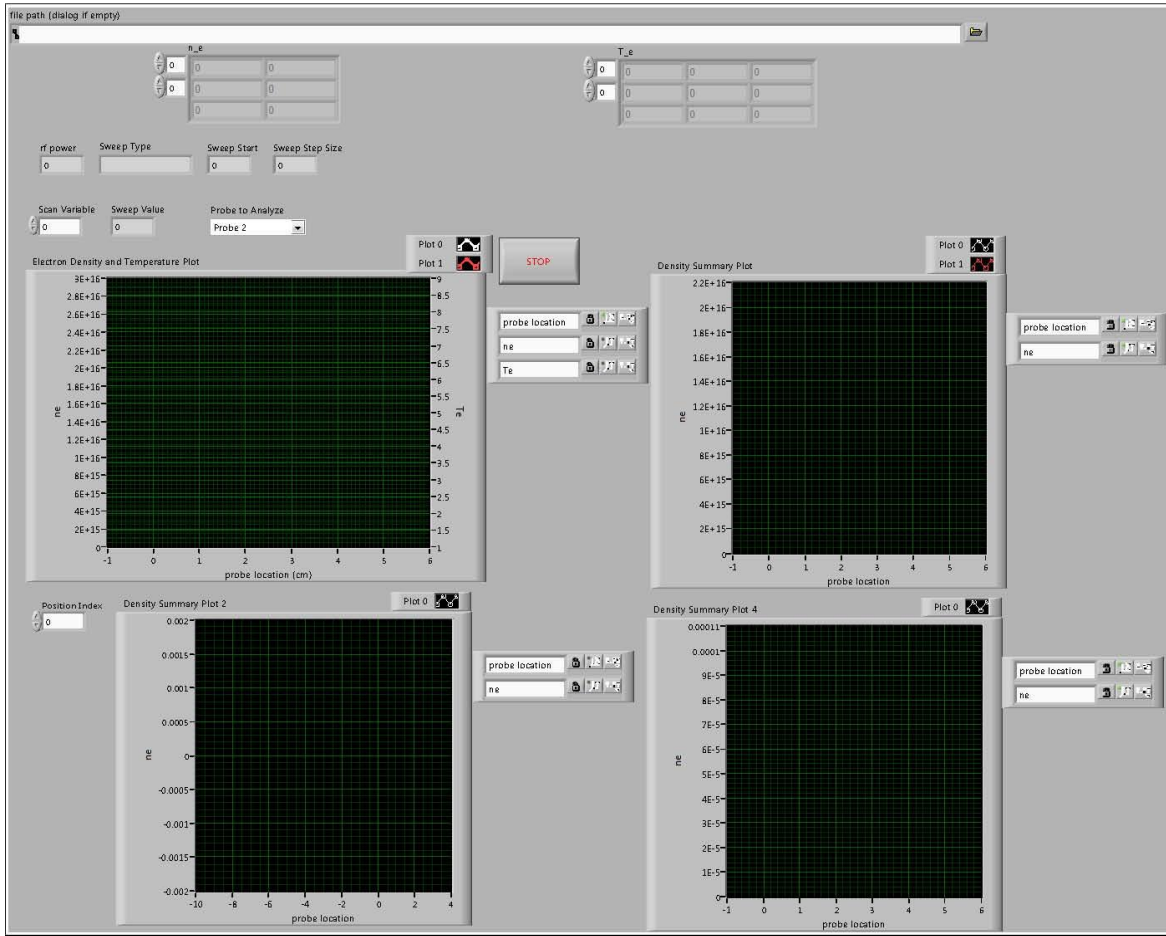 file path (dialog if empty)
n_e
T_e
0 0 0
0 0 0
0 0
0 0 0 0
0 0 0 0
0 0 0
rf power Sweep Type Sweep Start Sweep Step Size
0 0 0
Scan Variable Sweep Value Probe to Analyze
0 0 Probe 2
Plot 0
Plot 1
STOP
Electron Density and Temperature Plot
3E+16
2.8E+16
2.6E+16
2.4E+16
2.2E+16
2E+16
1.8E+16
1.6E+16
1.4E+16
1.2E+16
1E+16
8E+15
6E+15
4E+15
2E+15
0
ne
9
8.5
8
7.5
7
6.5
6
5.5
5
4.5
4
3.5
3
2.5
2
1.5
1
Te
-1 0 1 2 3 4 5 6
probe location (cm)
probe location
ne
Te
Plot 0
Plot 1
Density Summary Plot
2.2E+16
2E+16
1.8E+16
1.6E+16
1.4E+16
1.2E+16
1E+16
8E+15
6E+15
4E+15
2E+15
0
ne
-1 0 1 2 3 4 5 6
probe location
probe location
ne
Position Index
0
Density Summary Plot 2
Plot 0
0.002
0.0015
0.001
0.0005
0
-0.0005
-0.001
-0.0015
-0.002
ne
-10 -8 -6 -4 -2 0 2 4
probe location
probe location
ne
Density Summary Plot 4
Plot 0
0.00011
0.0001
9E-5
8E-5
7E-5
6E-5
5E-5
4E-5
3E-5
2E-5
1E-5
0
ne
-1 0 1 2 3 4 5 6
probe location
probe location
ne